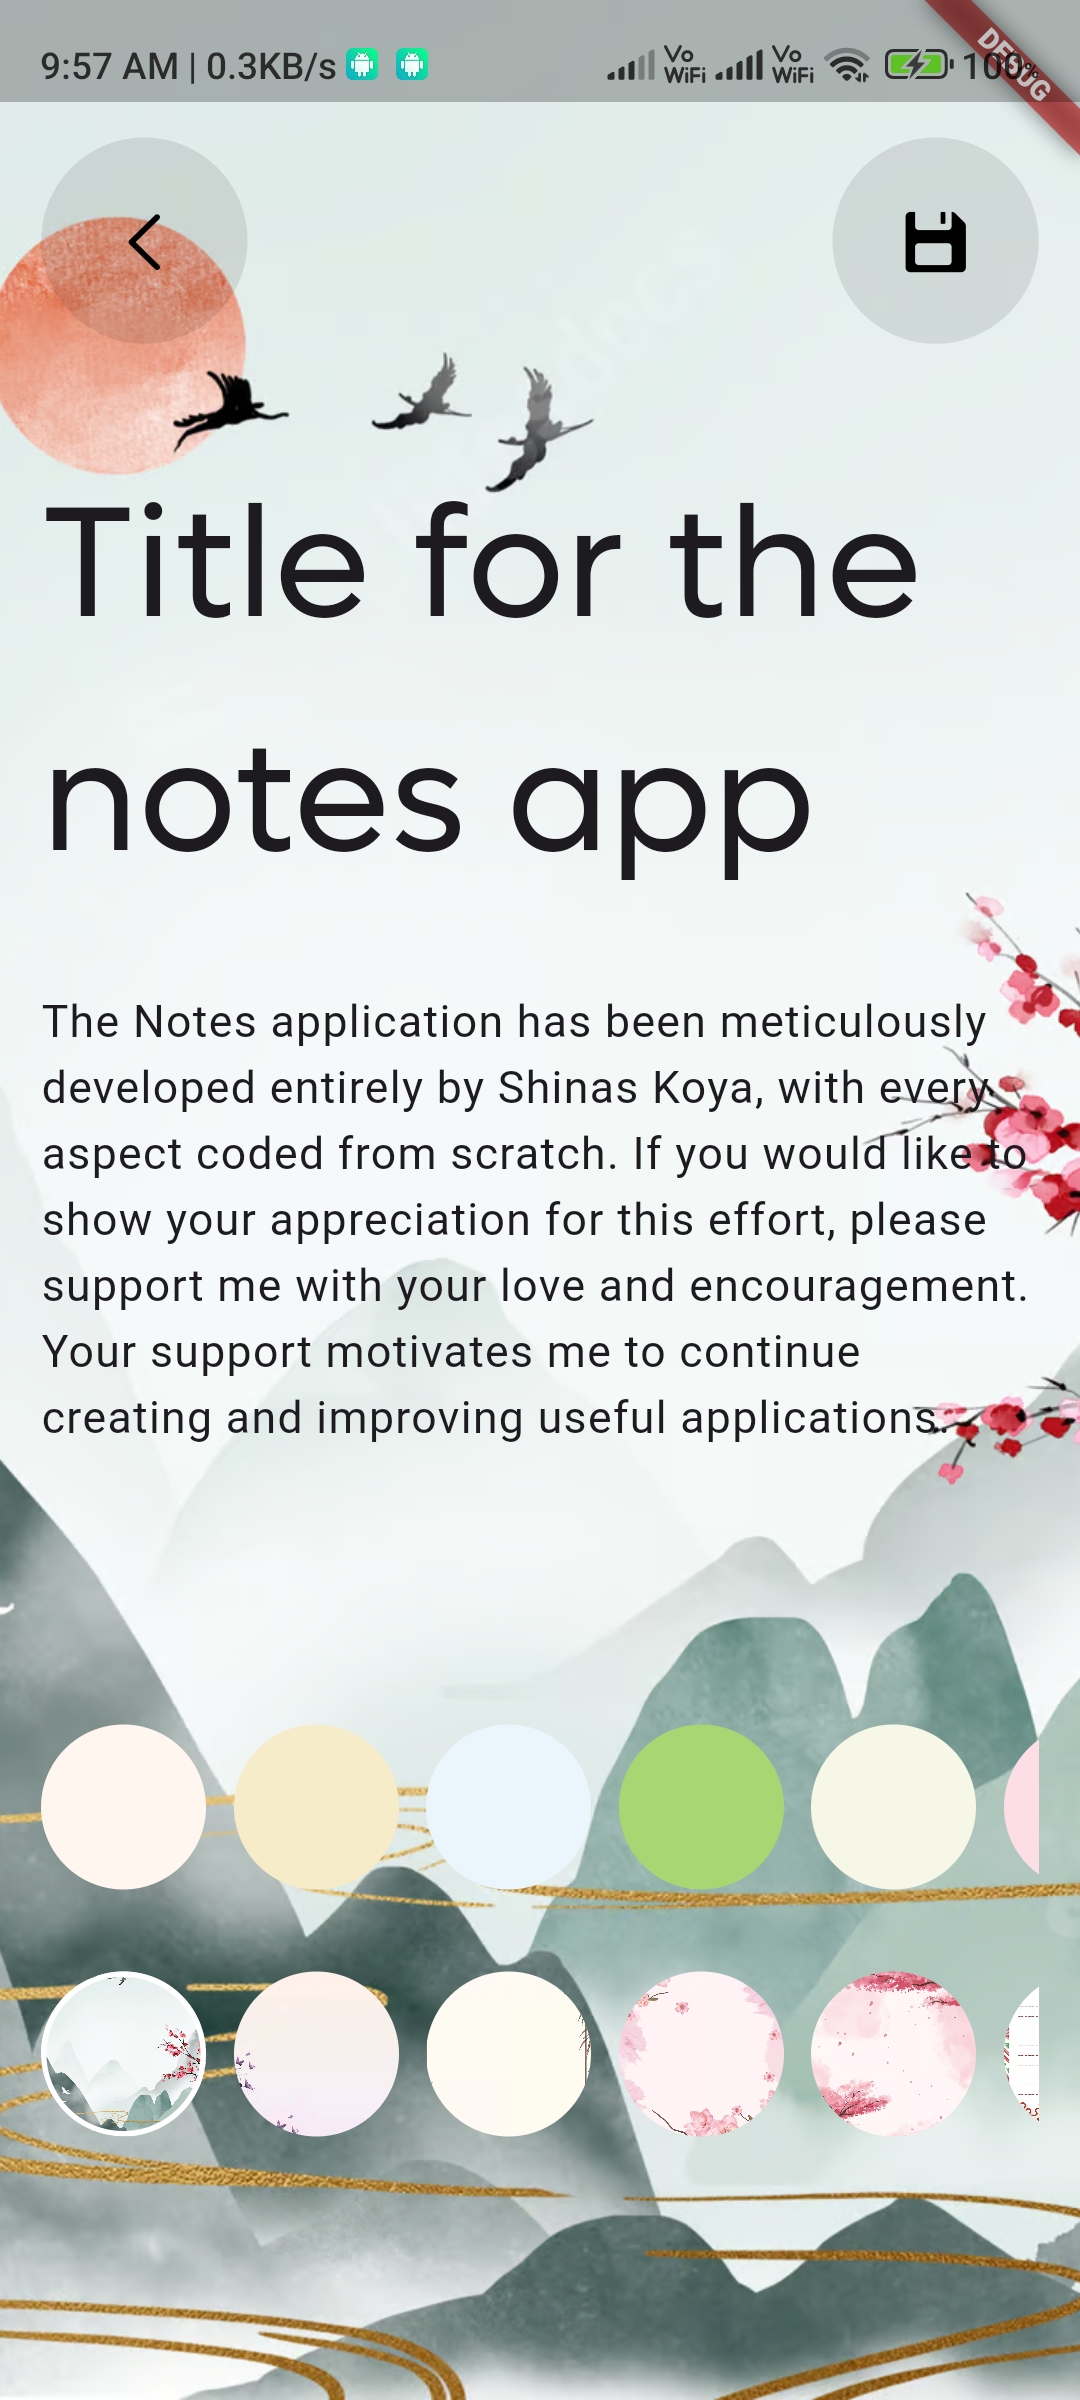 9:57 AM | 0.3KB/s Vo WiFi Vo WiFi 100%
DEBUG
Title for the
notes app
The Notes application has been meticulously
developed entirely by Shinas Koya, with every
aspect coded from scratch. If you would like to
show your appreciation for this effort, please
support me with your love and encouragement.
Your support motivates me to continue
creating and improving useful applications.